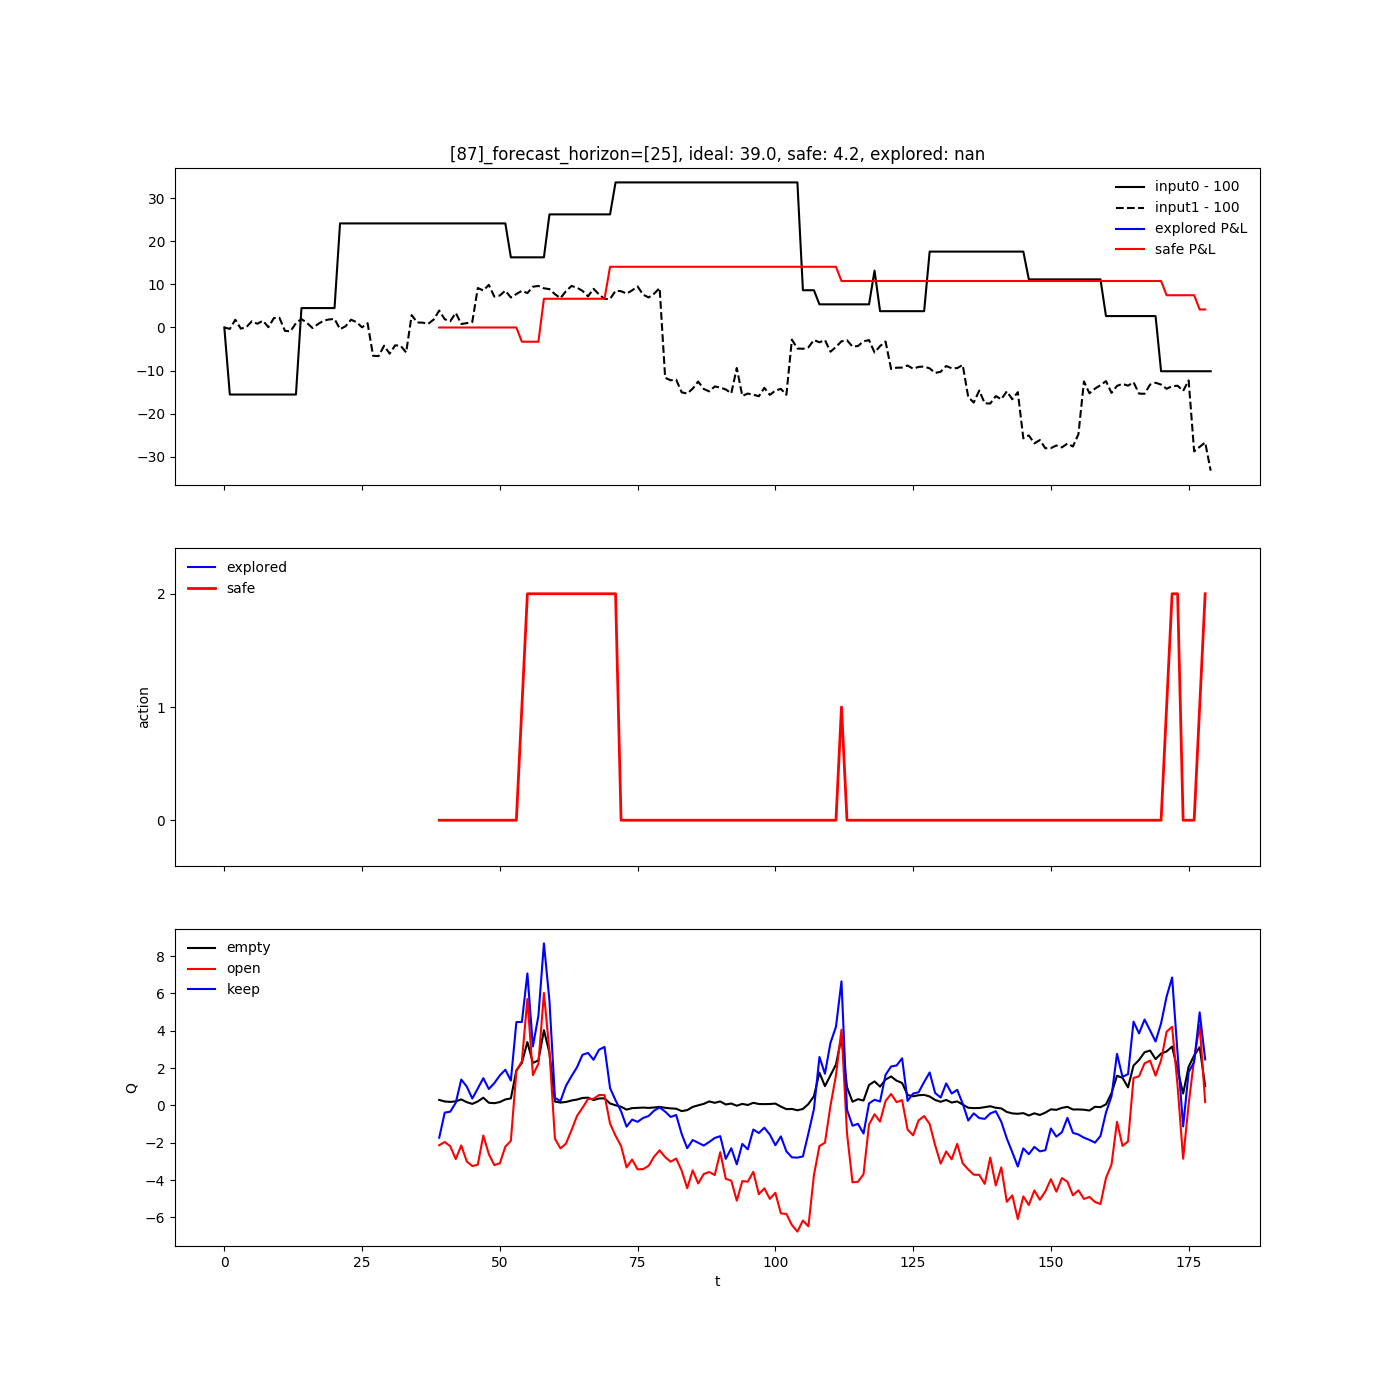 [87]_forecast_horizon=[25], ideal: 39.0, safe: 4.2, explored: nan
30
20
10
0
−10
−20
−30
input0 - 100
input1 - 100
explored P&L
safe P&L
explored
safe
2
1
0
action
empty
open
keep
8
6
4
2
0
−2
−4
−6
Q
0 25 50 75 100 125 150 175
t